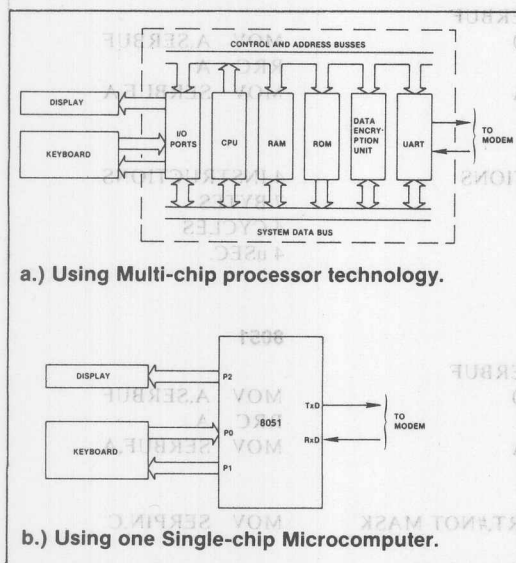 CONTROL AND ADDRESS BUSSES
DISPLAY
KEYBOARD
I/O
PORTS
CPU
RAM
ROM
DATA
ENCRY-
PTION
UNIT
UART
TO
MODEM
SYSTEM DATA BUS
a.) Using Multi-chip processor technology.
DISPLAY
KEYBOARD
P2
P0
P1
8051
TxD
RxD
TO
MODEM
b.) Using one Single-chip Microcomputer.